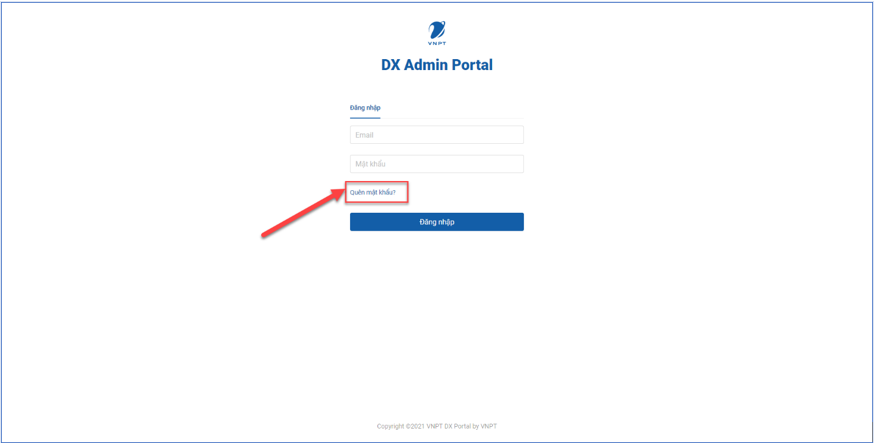 VNPT
DX Admin Portal
Đăng nhập
Email
Mật khẩu
Quên mật khẩu?
Đăng nhập
Copyright ©2021 VNPT DX Portal by VNPT